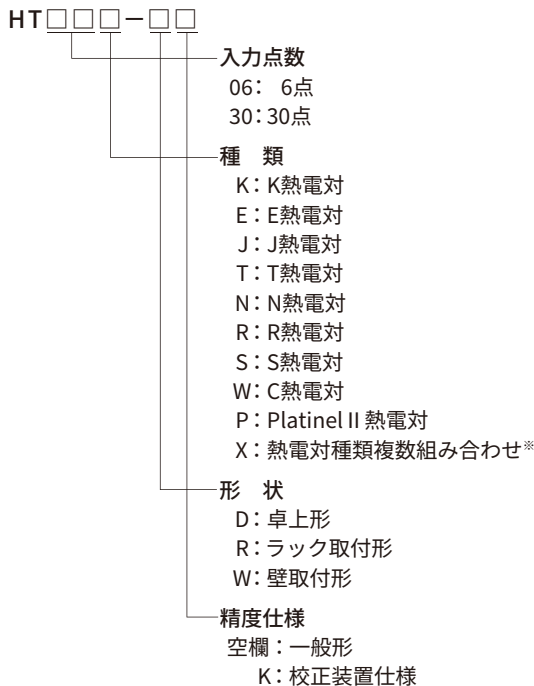 HT□□□−□□
入力点数
06： 6点
30：30点
種　類
K：K熱電対
E：E熱電対
J：J熱電対
T：T熱電対
N：N熱電対
R：R熱電対
S：S熱電対
W：C熱電対
P：Platinel II 熱電対
X：熱電対種類複数組み合わせ※
形　状
D：卓上形
R：ラック取付形
W：壁取付形
精度仕様
空欄：一般形
K：校正装置仕様